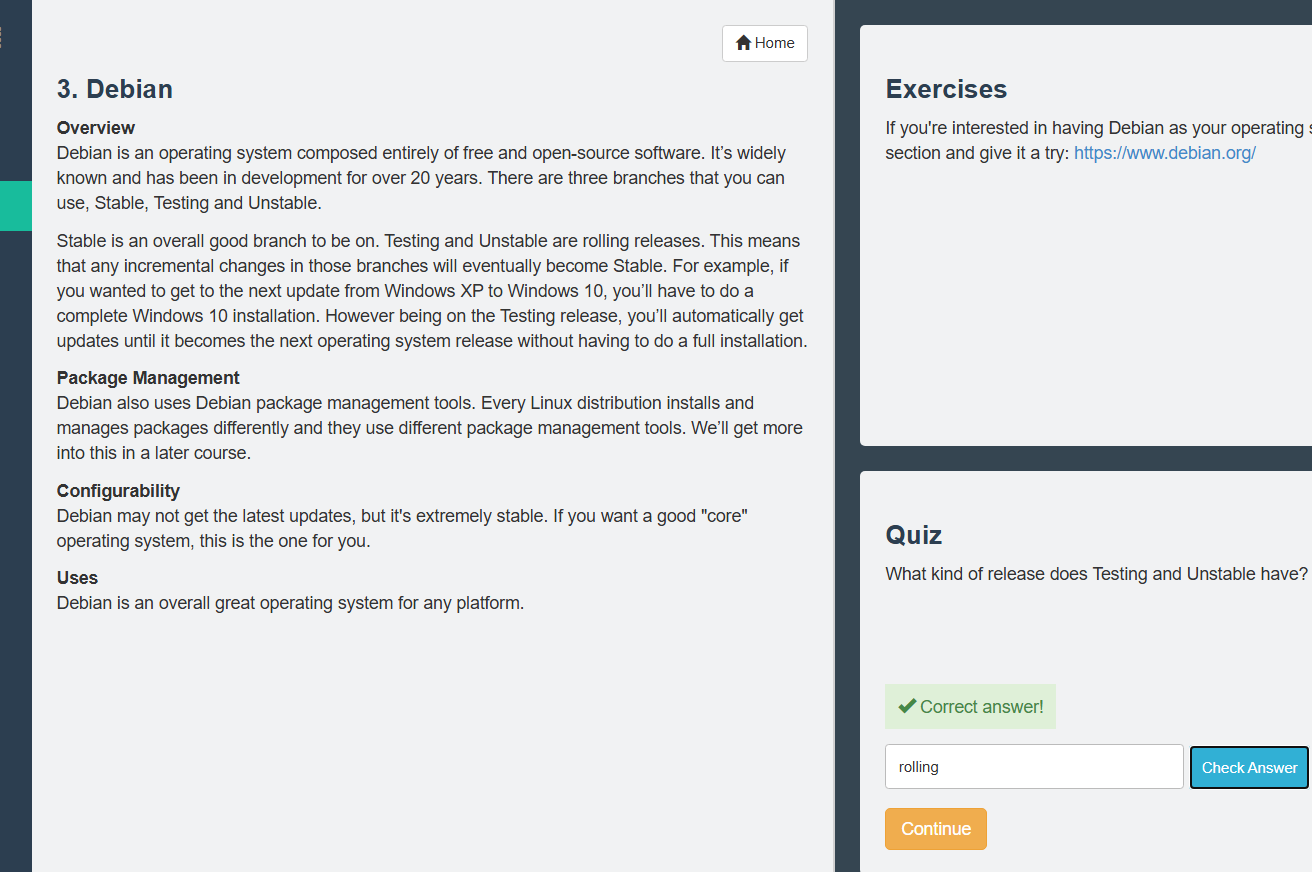 Home
3. Debian
Overview
Debian is an operating system composed entirely of free and open-source software. It’s widely
known and has been in development for over 20 years. There are three branches that you can
use, Stable, Testing and Unstable.
Stable is an overall good branch to be on. Testing and Unstable are rolling releases. This means
that any incremental changes in those branches will eventually become Stable. For example, if
you wanted to get to the next update from Windows XP to Windows 10, you’ll have to do a
complete Windows 10 installation. However being on the Testing release, you’ll automatically get
updates until it becomes the next operating system release without having to do a full installation.
Package Management
Debian also uses Debian package management tools. Every Linux distribution installs and
manages packages differently and they use different package management tools. We’ll get more
into this in a later course.
Configurability
Debian may not get the latest updates, but it's extremely stable. If you want a good "core"
operating system, this is the one for you.
Uses
Debian is an overall great operating system for any platform.
Exercises
If you're interested in having Debian as your operating
section and give it a try: https://www.debian.org/
Quiz
What kind of release does Testing and Unstable have?
Correct answer!
rolling
Check Answer
Continue